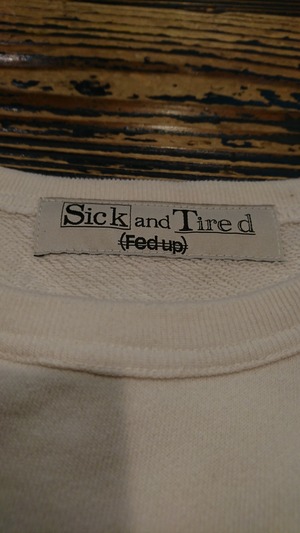 Sick and Tired
(Fed up)